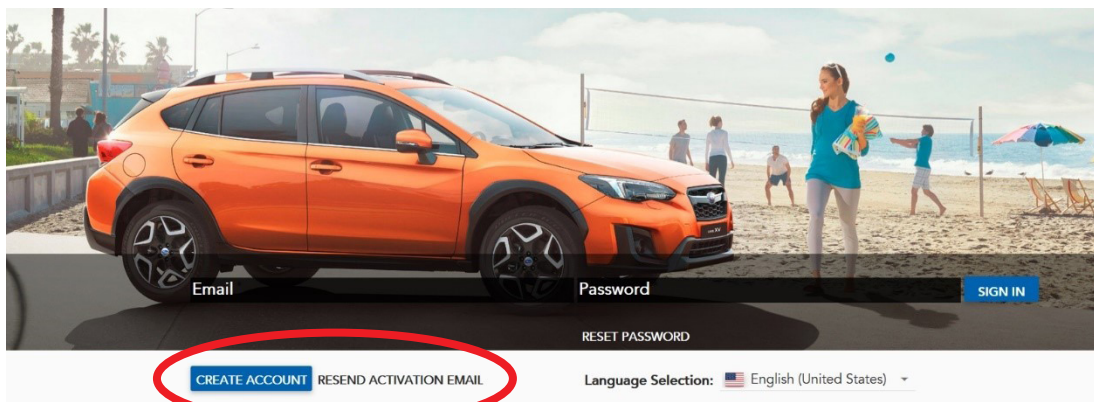 Email
Password
SIGN IN
RESET PASSWORD
CREATE ACCOUNT
RESEND ACTIVATION EMAIL
Language Selection:
English (United States)